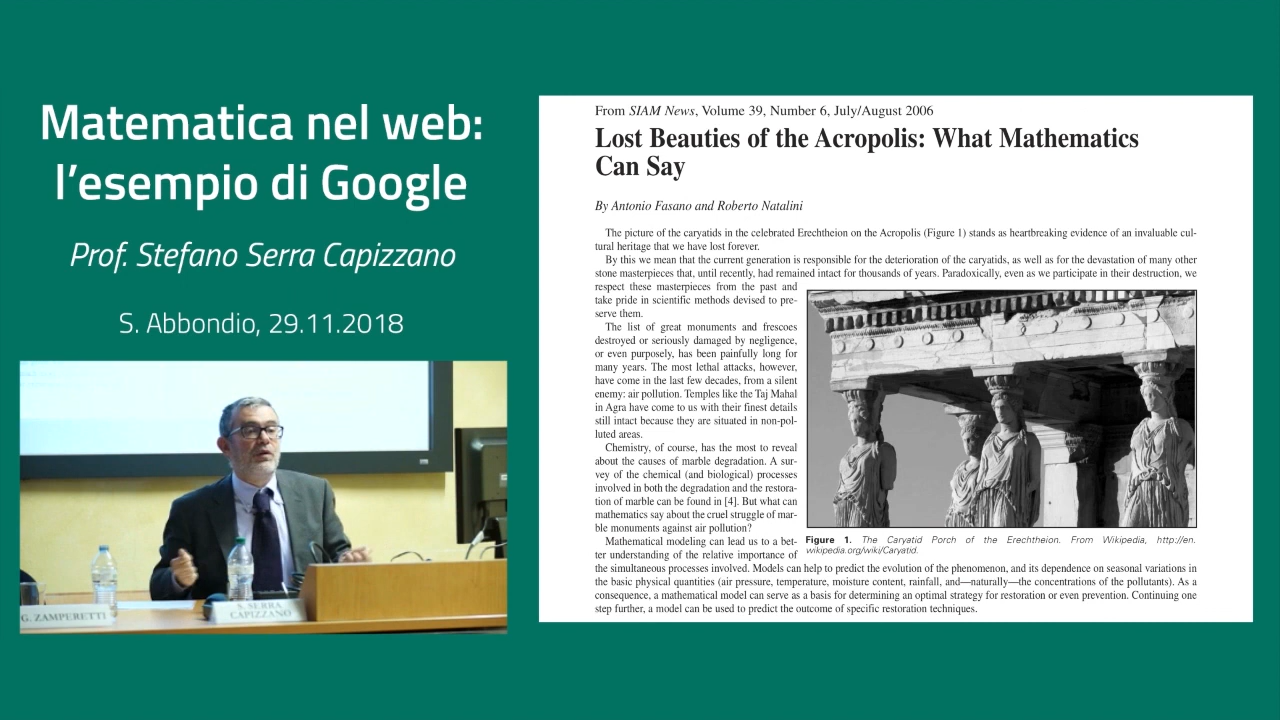 Matematica nel web:
l'esempio di Google
Prof. Stefano Serra Capizzano
S. Abbondio, 29.11.2018
G. ZAMPERETTI
S. SERRA
CAPIZZANO
From SIAM News, Volume 39, Number 6, July/August 2006
Lost Beauties of the Acropolis: What Mathematics
Can Say
By Antonio Fasano and Roberto Natalini
The picture of the caryatids in the celebrated Erechtheion on the Acropolis (Figure 1) stands as heartbreaking evidence of an invaluable cul-
tural heritage that we have lost forever.
By this we mean that the current generation is responsible for the deterioration of the caryatids, as well as for the devastation of many other
stone masterpieces that, until recently, had remained intact for thousands of years. Paradoxically, even as we participate in their destruction, we
respect these masterpieces from the past and
take pride in scientific methods devised to pre-
serve them.
The list of great monuments and frescoes
destroyed or seriously damaged by negligence,
or even purposely, has been painfully long for
many years. The most lethal attacks, however,
have come in the last few decades, from a silent
enemy: air pollution. Temples like the Taj Mahal
in Agra have come to us with their finest details
still intact because they are situated in non-pol-
luted areas.
Chemistry, of course, has the most to reveal
about the causes of marble degradation. A sur-
vey of the chemical (and biological) processes
involved in both the degradation and the restora-
tion of marble can be found in [4]. But what can
mathematics say about the cruel struggle of mar-
ble monuments against air pollution?
Mathematical modeling can lead us to a bet-
ter understanding of the relative importance of
Figure 1. The Caryatid Porch of the Erechtheion. From Wikipedia, http://en.
wikipedia.org/wiki/Caryatid.
the simultaneous processes involved. Models can help to predict the evolution of the phenomenon, and its dependence on seasonal variations in
the basic physical quantities (air pressure, temperature, moisture content, rainfall, and—naturally—the concentrations of the pollutants). As a
consequence, a mathematical model can serve as a basis for determining an optimal strategy for restoration or even prevention. Continuing one
step further, a model can be used to predict the outcome of specific restoration techniques.